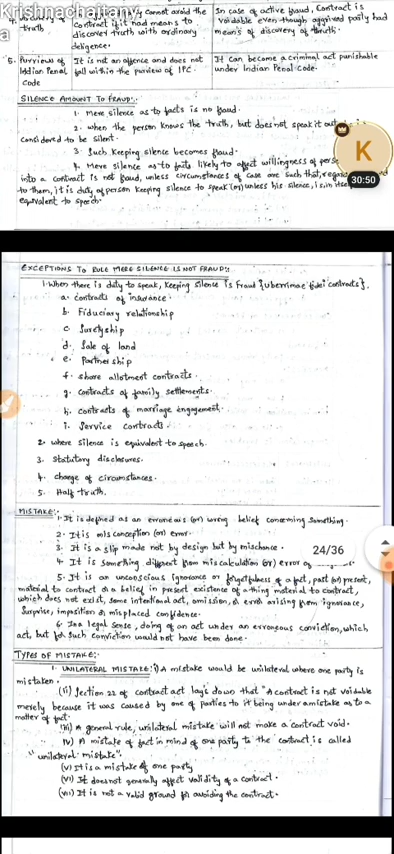 Krishnachaitany
a
truth.
cannot avoid the
contract if it had means to
discover truth with ordinary
deligence.
In case of active fraud, contract is
voidable even though aggrived party had
means of discovery of truth.
5. Purview of
Indian Penal
Code
It is not an offence and does not
fall within the purview of IPC.
It can become a criminal act punishable
under Indian Penal Code.
SILENCE AMOUNT TO FRAUD:
1. Mere silence as to facts is no fraud.
2. when the person knows the truth, but does not speak it out
considered to be silent.
3. Such keeping silence becomes fraud.
4. Mere silence as to facts likely to affect willingness of
into a contract is not fraud, unless circumstances of case are such that,
to them, it is duty of person keeping silence to speak (or) unless his silence, is in
equivalent to speech.
K
30:50
EXCEPTIONS TO RULE MERE SILENCE IS NOT FRAUD:
1. When there is duty to speak, keeping silence is Fraud {uberrimae fidei contracts}.
a. contracts of insurance.
b. Fiduciary relationship
c. Suretyship
d. Sale of land
e. Partnership
f. share allotment contracts.
g. contracts of family settlements.
h. contracts of marriage engagement.
i. Service contracts.
2. where silence is equivalent to speech.
3. Statutory disclosures.
4. change of circumstances.
5. Half truth.
MISTAKE:
1. It is defined as an erroneous (or) wrong belief concerning something.
2. It is misconception (or) error.
3. It is a slip made not by design but by mischance.
24/36
4. It is something different from miscalculation (or) error of
5. It is an unconscious ignorance or forgetfulness of a fact, past (or) present,
material to contract or a belief in present existence of a thing material to contract,
which does not exist, some intentional act, omission, or error arising from ignorance,
surprise, imposition or misplaced confidence.
6. In a legal sense, doing of an act under an erroneous conviction, which
act, but for such conviction would not have been done.
TYPES OF MISTAKE:
1. UNILATERAL MISTAKE: i) A mistake would be unilateral where one party is
mistaken.
(ii) Section 22 of contract act lays down that "A contract is not voidable
merely because it was caused by one of parties to it being under a mistake as to a
matter of fact.
iii) A general rule, unilateral mistake will not make a contract void.
iv) A mistake of fact in mind of one party to the contract is called
"unilateral mistake".
(v) It is a mistake of one party
(vi) It does not generally affect validity of a contract.
(vii) It is not a valid ground for avoiding the contract.